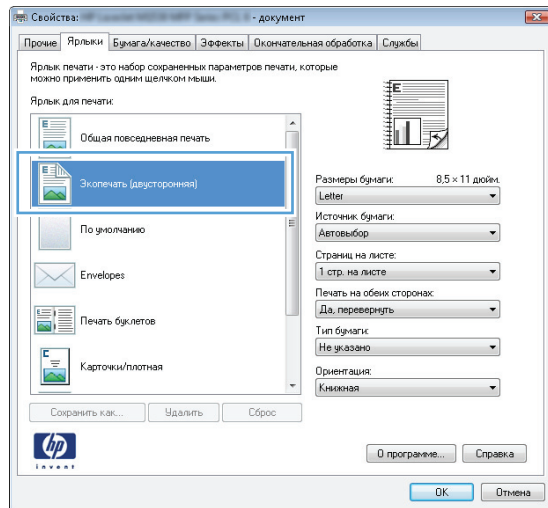 Свойства: - документ
Прочие Ярлыки Бумага/качество Эффекты Окончательная обработка Службы
Ярлык печати - это набор сохраненных параметров печати, которые
можно применить одним щелчком мыши.
Ярлык для печати:
Общая повседневная печать
Экопечать (двусторонняя)
По умолчанию
Envelopes
Печать буклетов
Карточки/плотная
Сохранить как... Удалить Сброс
Размеры бумаги: 8,5 × 11 дюйм.
Letter
Источник бумаги:
Автовыбор
Страниц на листе:
1 стр. на листе
Печать на обеих сторонах:
Да, перевернуть
Тип бумаги:
Не указано
Ориентация:
Книжная
hp
invent
О программе... Справка
OK Отмена